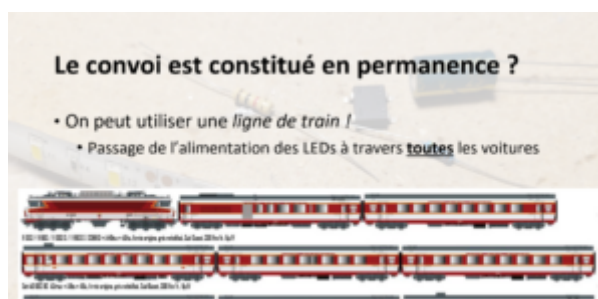 Le convoi est constitué en permanence ?
• On peut utiliser une ligne de train !
• Passage de l'alimentation des LEDs à travers toutes les voitures